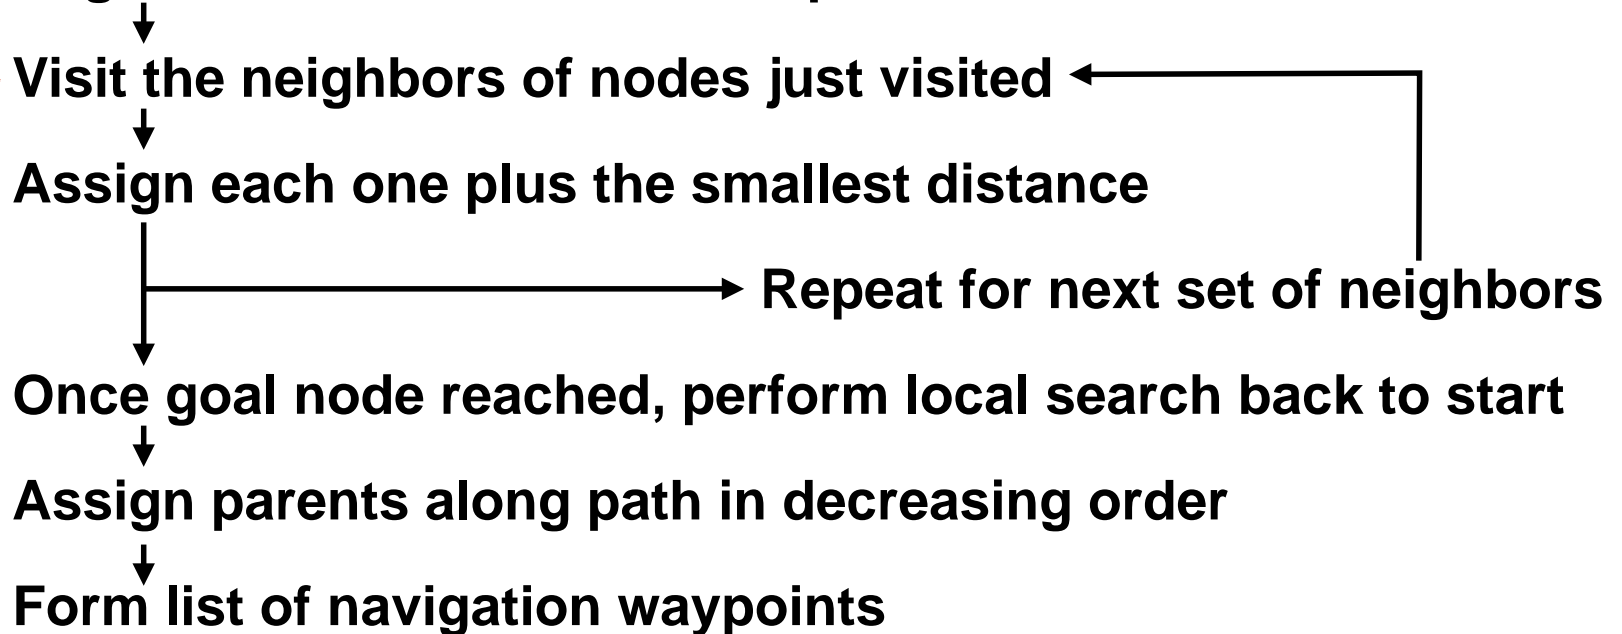 Visit the neighbors of nodes just visited
Assign each one plus the smallest distance
Repeat for next set of neighbors
Once goal node reached, perform local search back to start
Assign parents along path in decreasing order
Form list of navigation waypoints